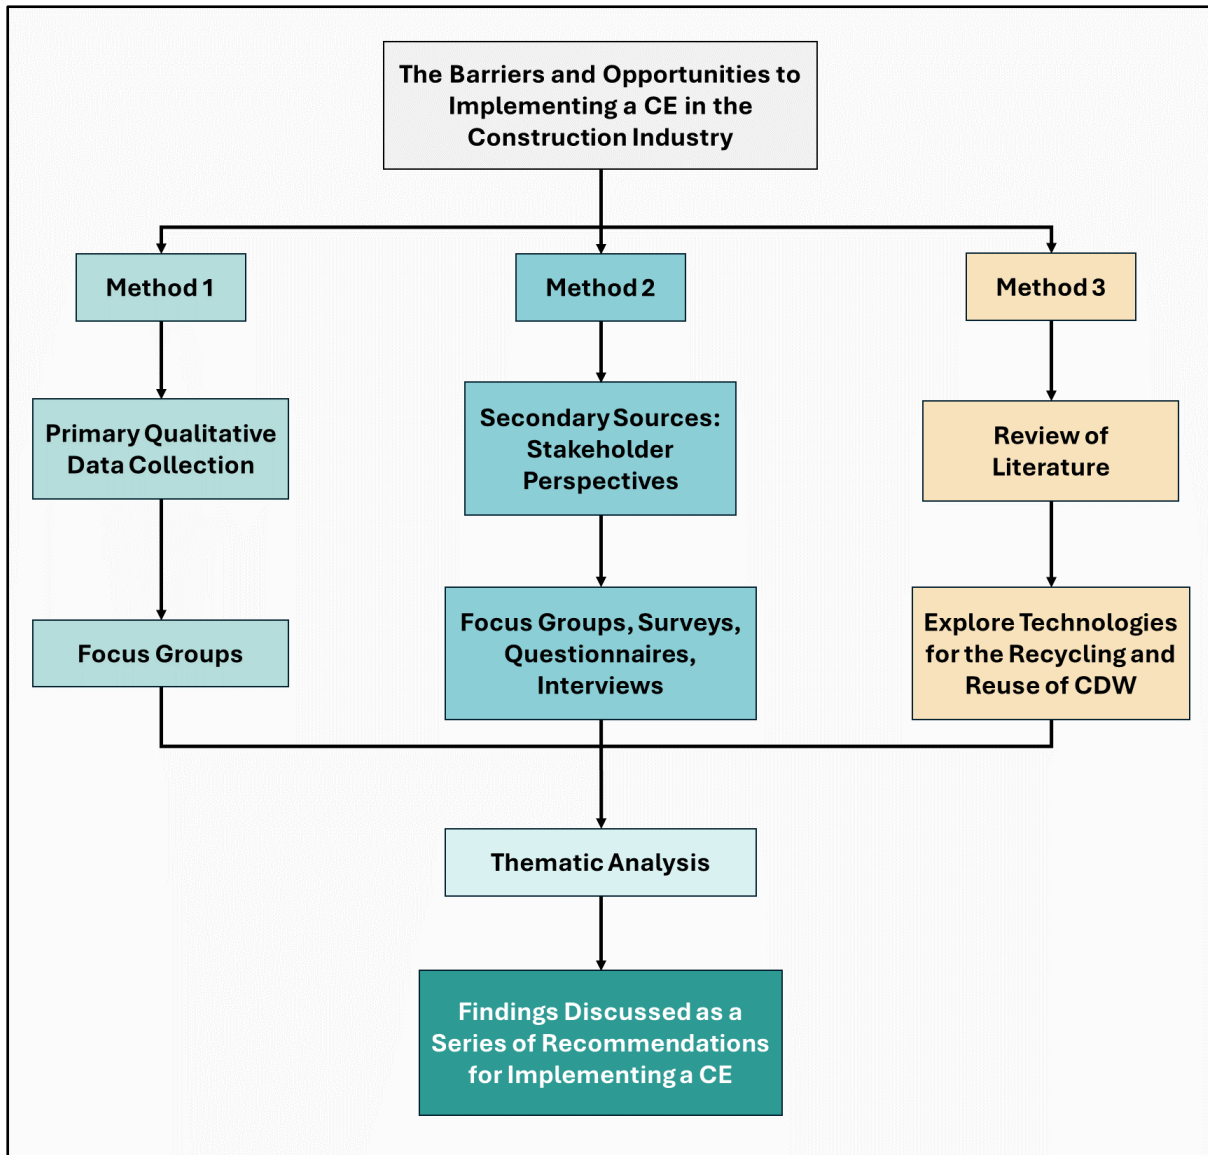 The Barriers and Opportunities to
Implementing a CE in the
Construction Industry
Method 1
Method 2
Method 3
Primary Qualitative
Data Collection
Secondary Sources:
Stakeholder
Perspectives
Review of
Literature
Focus Groups
Focus Groups, Surveys,
Questionnaires,
Interviews
Explore Technologies
for the Recycling and
Reuse of CDW
Thematic Analysis
Findings Discussed as a
Series of Recommendations
for Implementing a CE